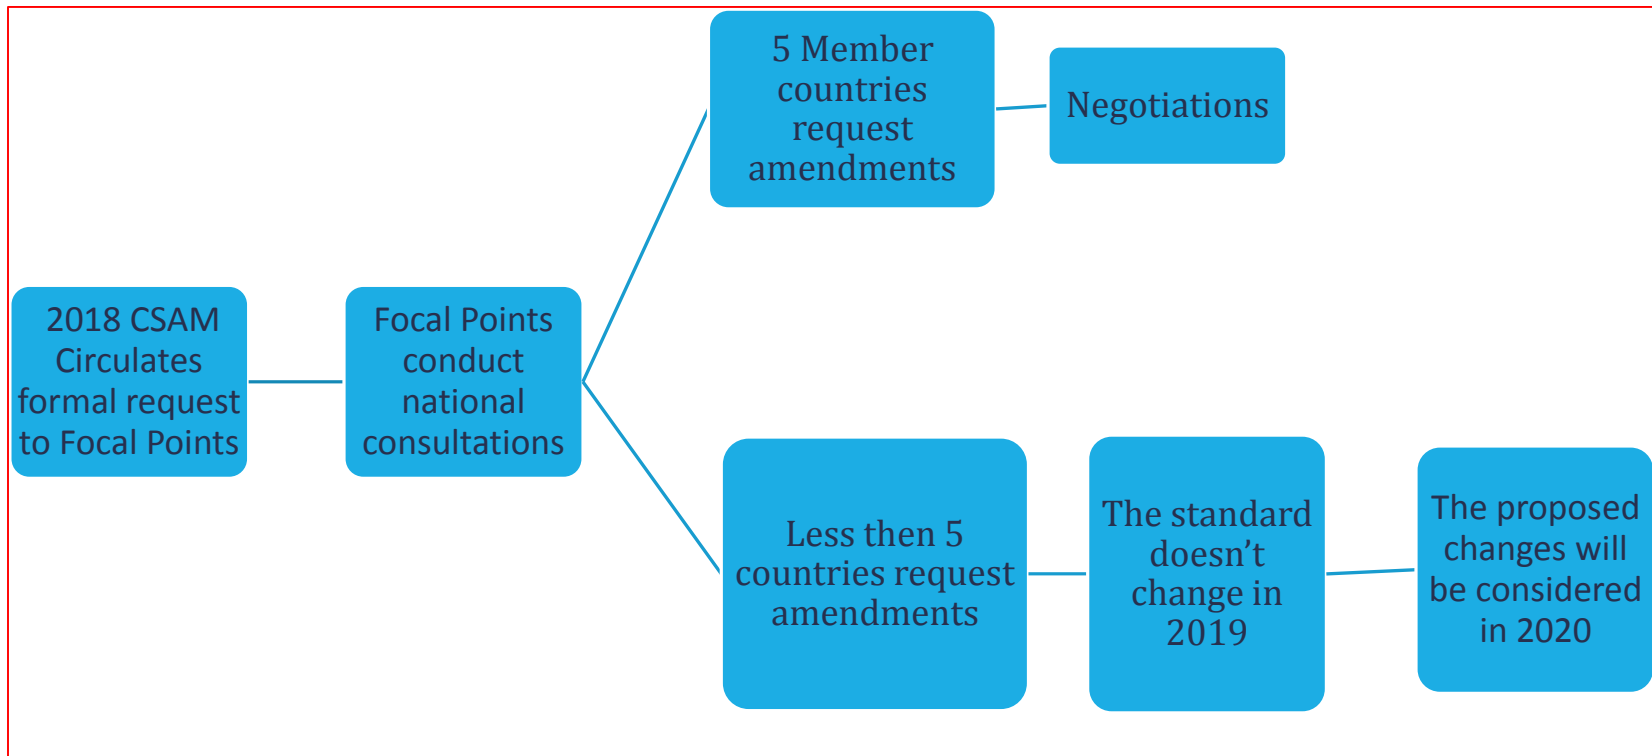 2018 CSAM
Circulates
formal request
to Focal Points
Focal Points
conduct
national
consultations
5 Member
countries
request
amendments
Negotiations
Less then 5
countries request
amendments
The standard
doesn’t
change in
2019
The proposed
changes will
be considered
in 2020